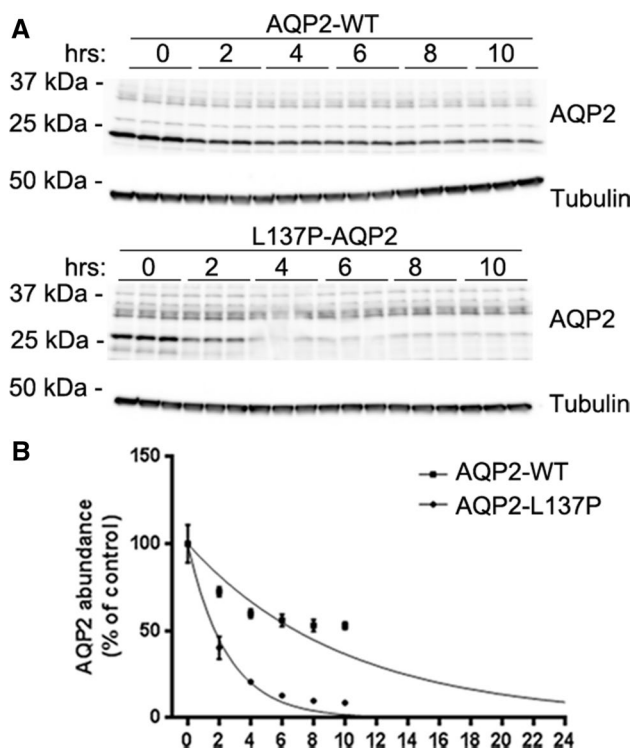 A
AQP2-WT
hrs: 0 2 4 6 8 10
37 kDa -
25 kDa -
AQP2
50 kDa -
Tubulin
L137P-AQP2
hrs: 0 2 4 6 8 10
37 kDa -
AQP2
25 kDa -
50 kDa -
Tubulin
B
150
100
50
0
AQP2 abundance
(% of control)
AQP2-WT
AQP2-L137P
0 2 4 6 8 10 12 14 16 18 20 22 24